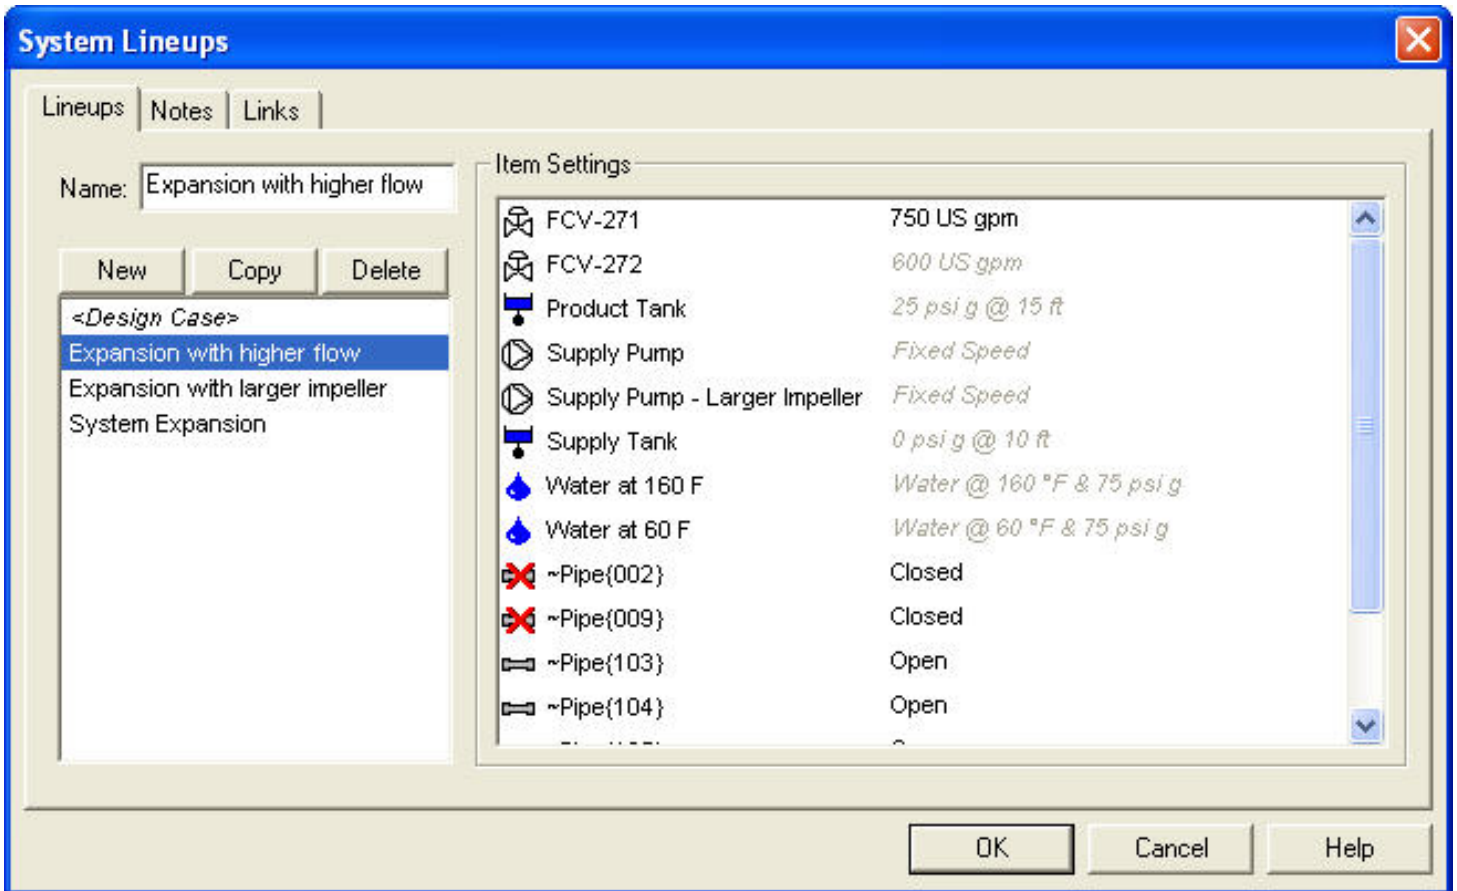 System Lineups
Lineups Notes Links
Name: Expansion with higher flow
New Copy Delete
<Design Case>
Expansion with higher flow
Expansion with larger impeller
System Expansion
Item Settings
FCV-271 750 US gpm
FCV-272 600 US gpm
Product Tank 25 psi g @ 15 ft
Supply Pump Fixed Speed
Supply Pump - Larger Impeller Fixed Speed
Supply Tank 0 psi g @ 10 ft
Water at 160 F Water @ 160 °F & 75 psi g
Water at 60 F Water @ 60 °F & 75 psi g
~Pipe{002} Closed
~Pipe{009} Closed
~Pipe{103} Open
~Pipe{104} Open
OK Cancel Help